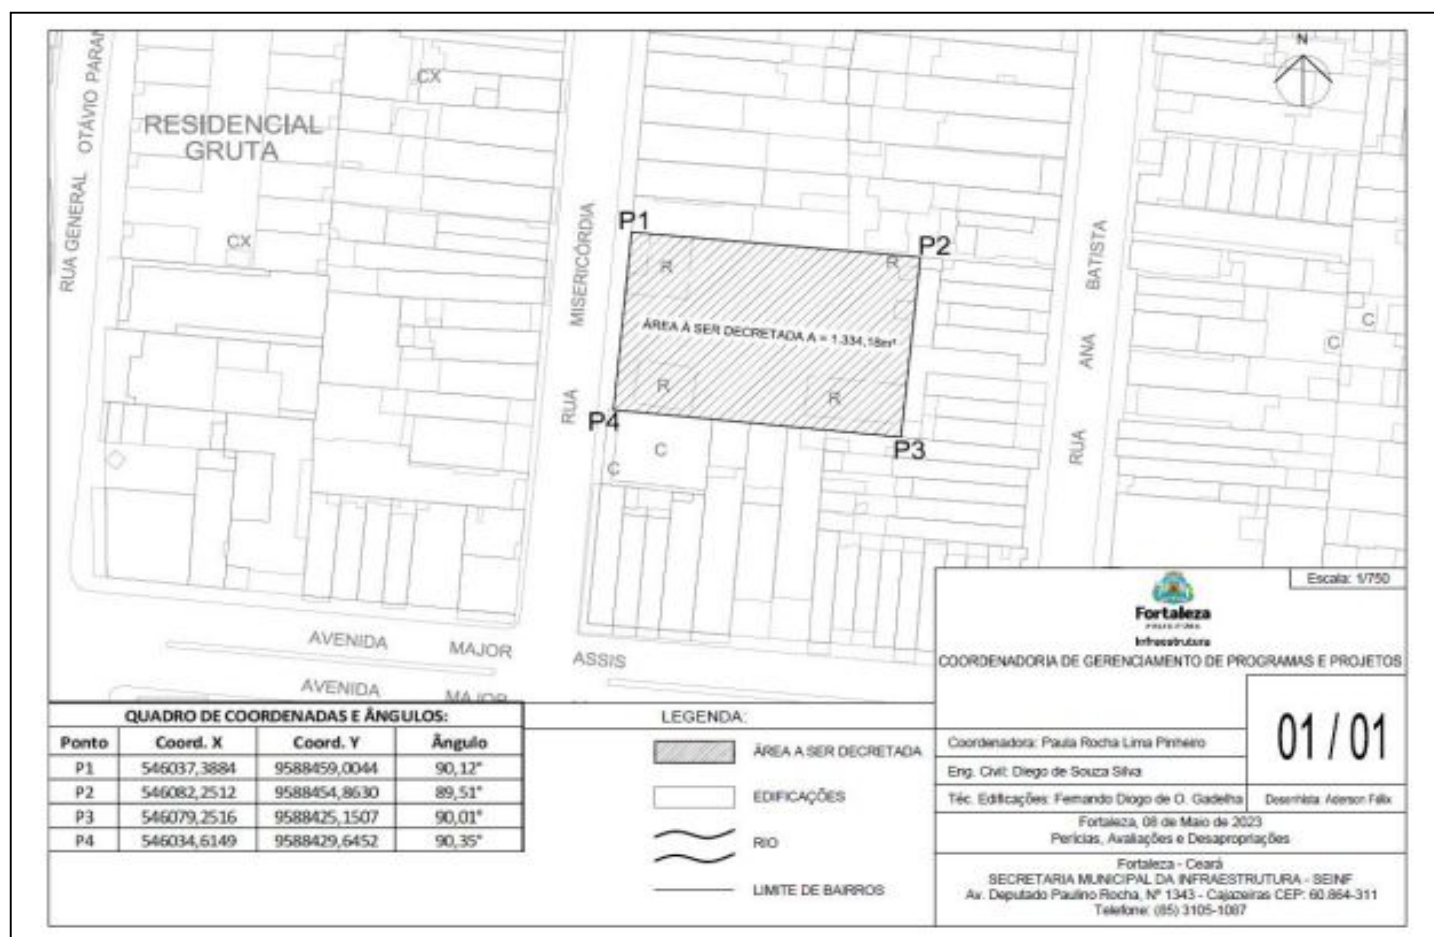 N
CX
RUA GENERAL OTÁVIO PARAN
RESIDENCIAL
GRUTA
CX
RUA MISERICÓRDIA
P1
P2
R
R
ÁREA À SER DECRETADA A = 1.334,18m²
R
R
P4
P3
C
C
RUA ANA BATISTA
C
C
AVENIDA MAJOR ASSIS
AVENIDA MAJOR
QUADRO DE COORDENADAS E ÂNGULOS:
Ponto Coord. X Coord. Y Ângulo
P1 546037,3884 9588459,0044 90,12°
P2 546082,2512 9588454,8630 89,51°
P3 546079,2516 9588425,1507 90,01°
P4 546034,6149 9588429,6452 90,35°
LEGENDA:
ÁREA A SER DECRETADA
EDIFICAÇÕES
RIO
LIMITE DE BAIRROS
Escala: 1/750
Fortaleza
PREFEITURA
Infraestrutura
COORDENADORIA DE GERENCIAMENTO DE PROGRAMAS E PROJETOS
01 / 01
Coordenadora: Paula Rocha Lima Pinheiro
Eng. Civil: Diego de Souza Silva
Téc. Edificações: Fernando Diogo de O. Gadelha
Desenhista: Aderson Félix
Fortaleza, 08 de Maio de 2023
Perícias, Avaliações e Desapropriações
Fortaleza - Ceará
SECRETARIA MUNICIPAL DA INFRAESTRUTURA - SEINF
Av. Deputado Paulino Rocha, Nº 1343 - Cajazeiras CEP: 60.864-311
Telefone: (85) 3105-1087